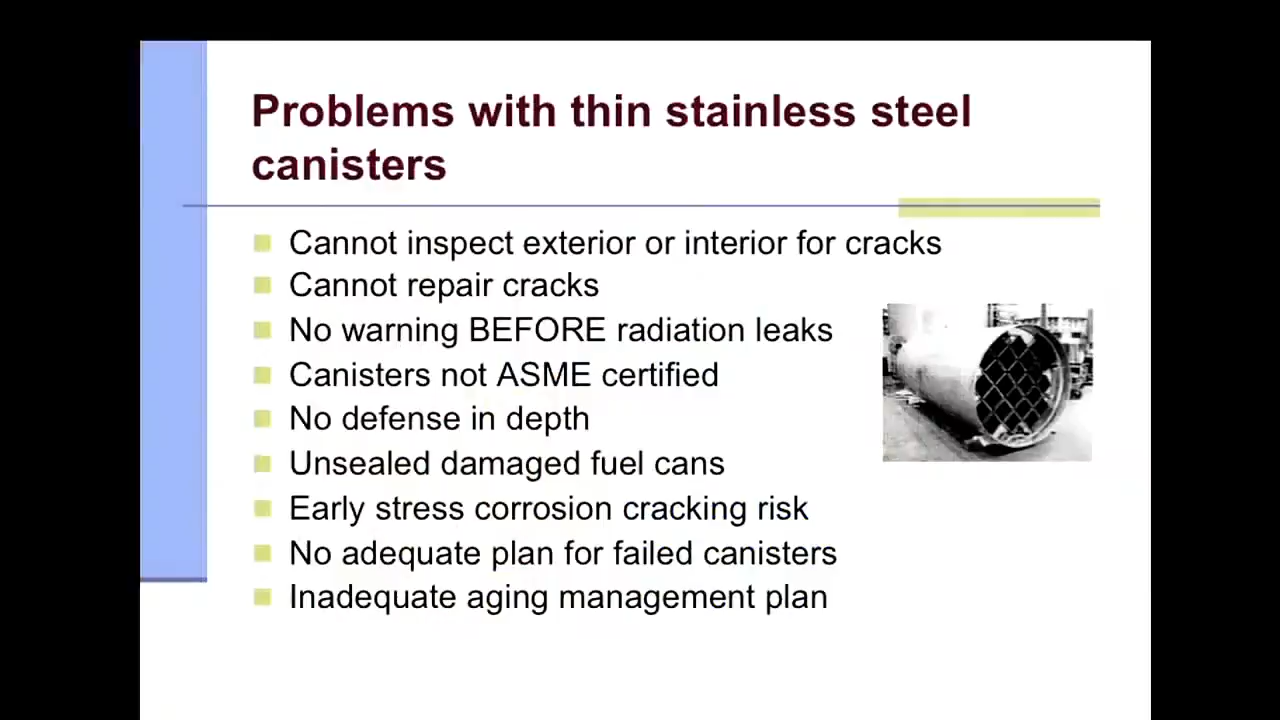 Problems with thin stainless steel
canisters
Cannot inspect exterior or interior for cracks
Cannot repair cracks
No warning BEFORE radiation leaks
Canisters not ASME certified
No defense in depth
Unsealed damaged fuel cans
Early stress corrosion cracking risk
No adequate plan for failed canisters
Inadequate aging management plan